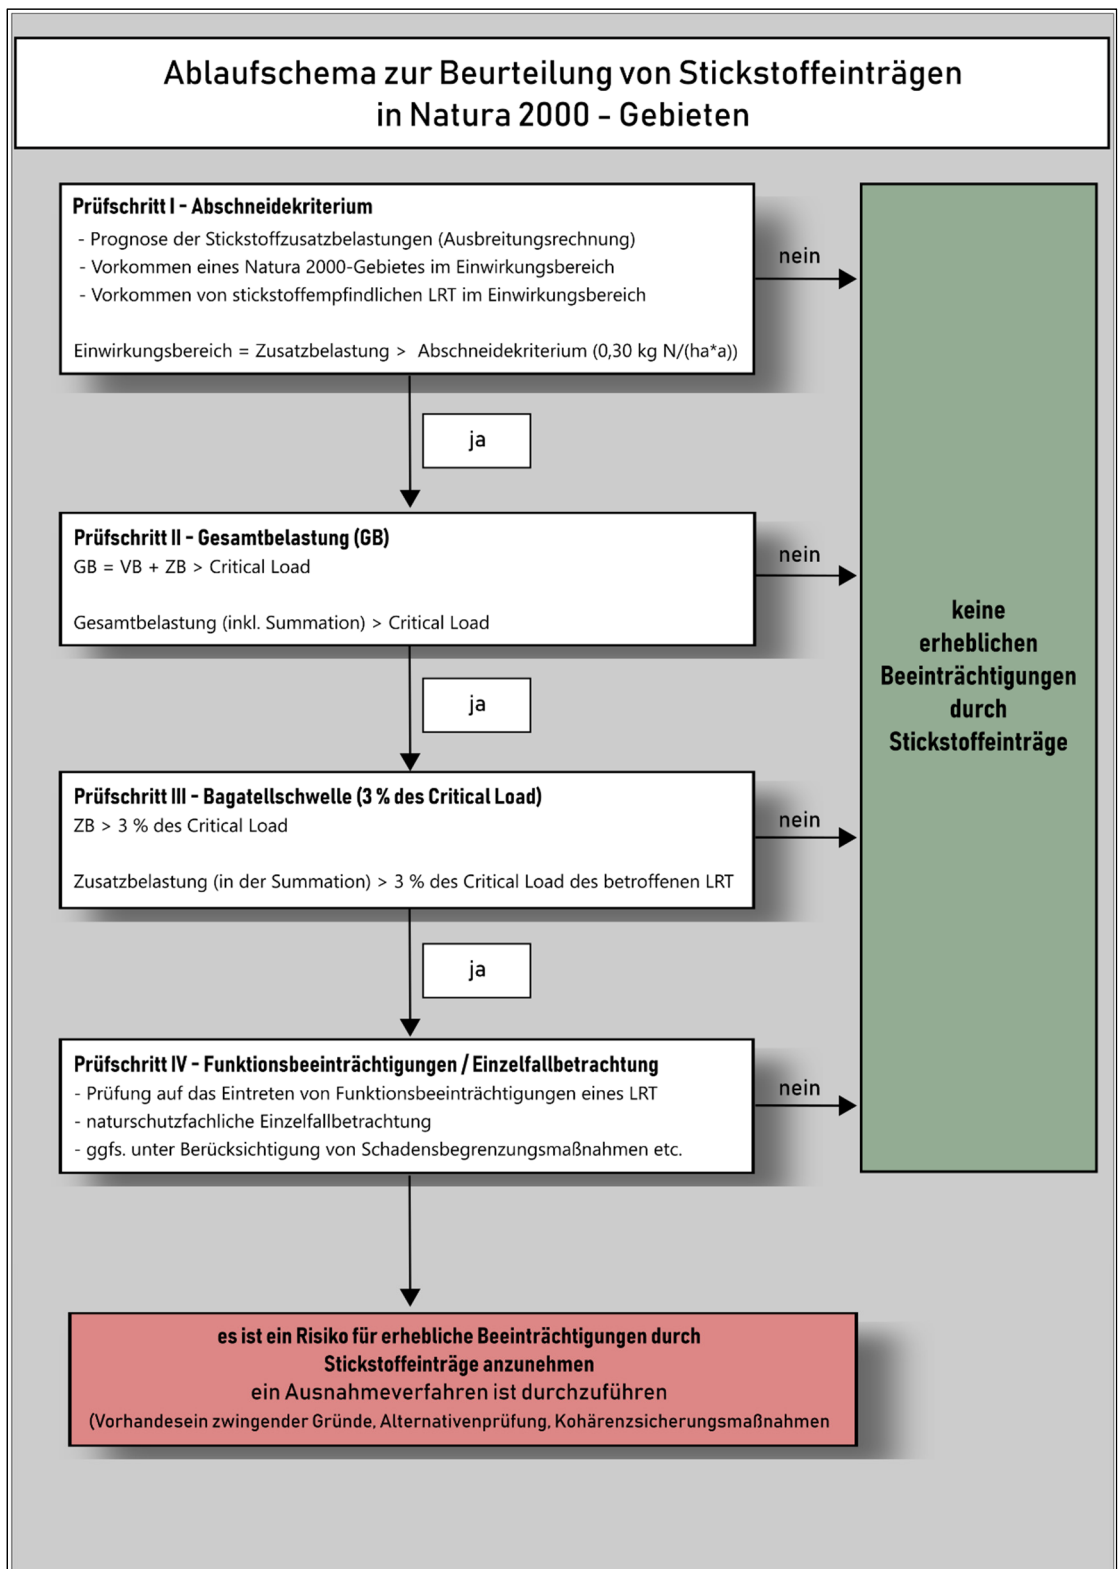 Ablaufschema zur Beurteilung von Stickstoffeinträgen
in Natura 2000 - Gebieten
Prüfschritt I - Abschneidekriterium
- Prognose der Stickstoffzusatzbelastungen (Ausbreitungsrechnung)
- Vorkommen eines Natura 2000-Gebietes im Einwirkungsbereich
- Vorkommen von stickstoffempfindlichen LRT im Einwirkungsbereich
Einwirkungsbereich = Zusatzbelastung > Abschneidekriterium (0,30 kg N/(ha*a))
nein
ja
Prüfschritt II - Gesamtbelastung (GB)
GB = VB + ZB > Critical Load
Gesamtbelastung (inkl. Summation) > Critical Load
nein
ja
Prüfschritt III - Bagatellschwelle (3 % des Critical Load)
ZB > 3 % des Critical Load
Zusatzbelastung (in der Summation) > 3 % des Critical Load des betroffenen LRT
nein
ja
Prüfschritt IV - Funktionsbeeinträchtigungen / Einzelfallbetrachtung
- Prüfung auf das Eintreten von Funktionsbeeinträchtigungen eines LRT
- naturschutzfachliche Einzelfallbetrachtung
- ggfs. unter Berücksichtigung von Schadensbegrenzungsmaßnahmen etc.
nein
keine
erheblichen
Beeinträchtigungen
durch
Stickstoffeinträge
es ist ein Risiko für erhebliche Beeinträchtigungen durch
Stickstoffeinträge anzunehmen
ein Ausnahmeverfahren ist durchzuführen
(Vorhandesein zwingender Gründe, Alternativenprüfung, Kohärenzsicherungsmaßnahmen